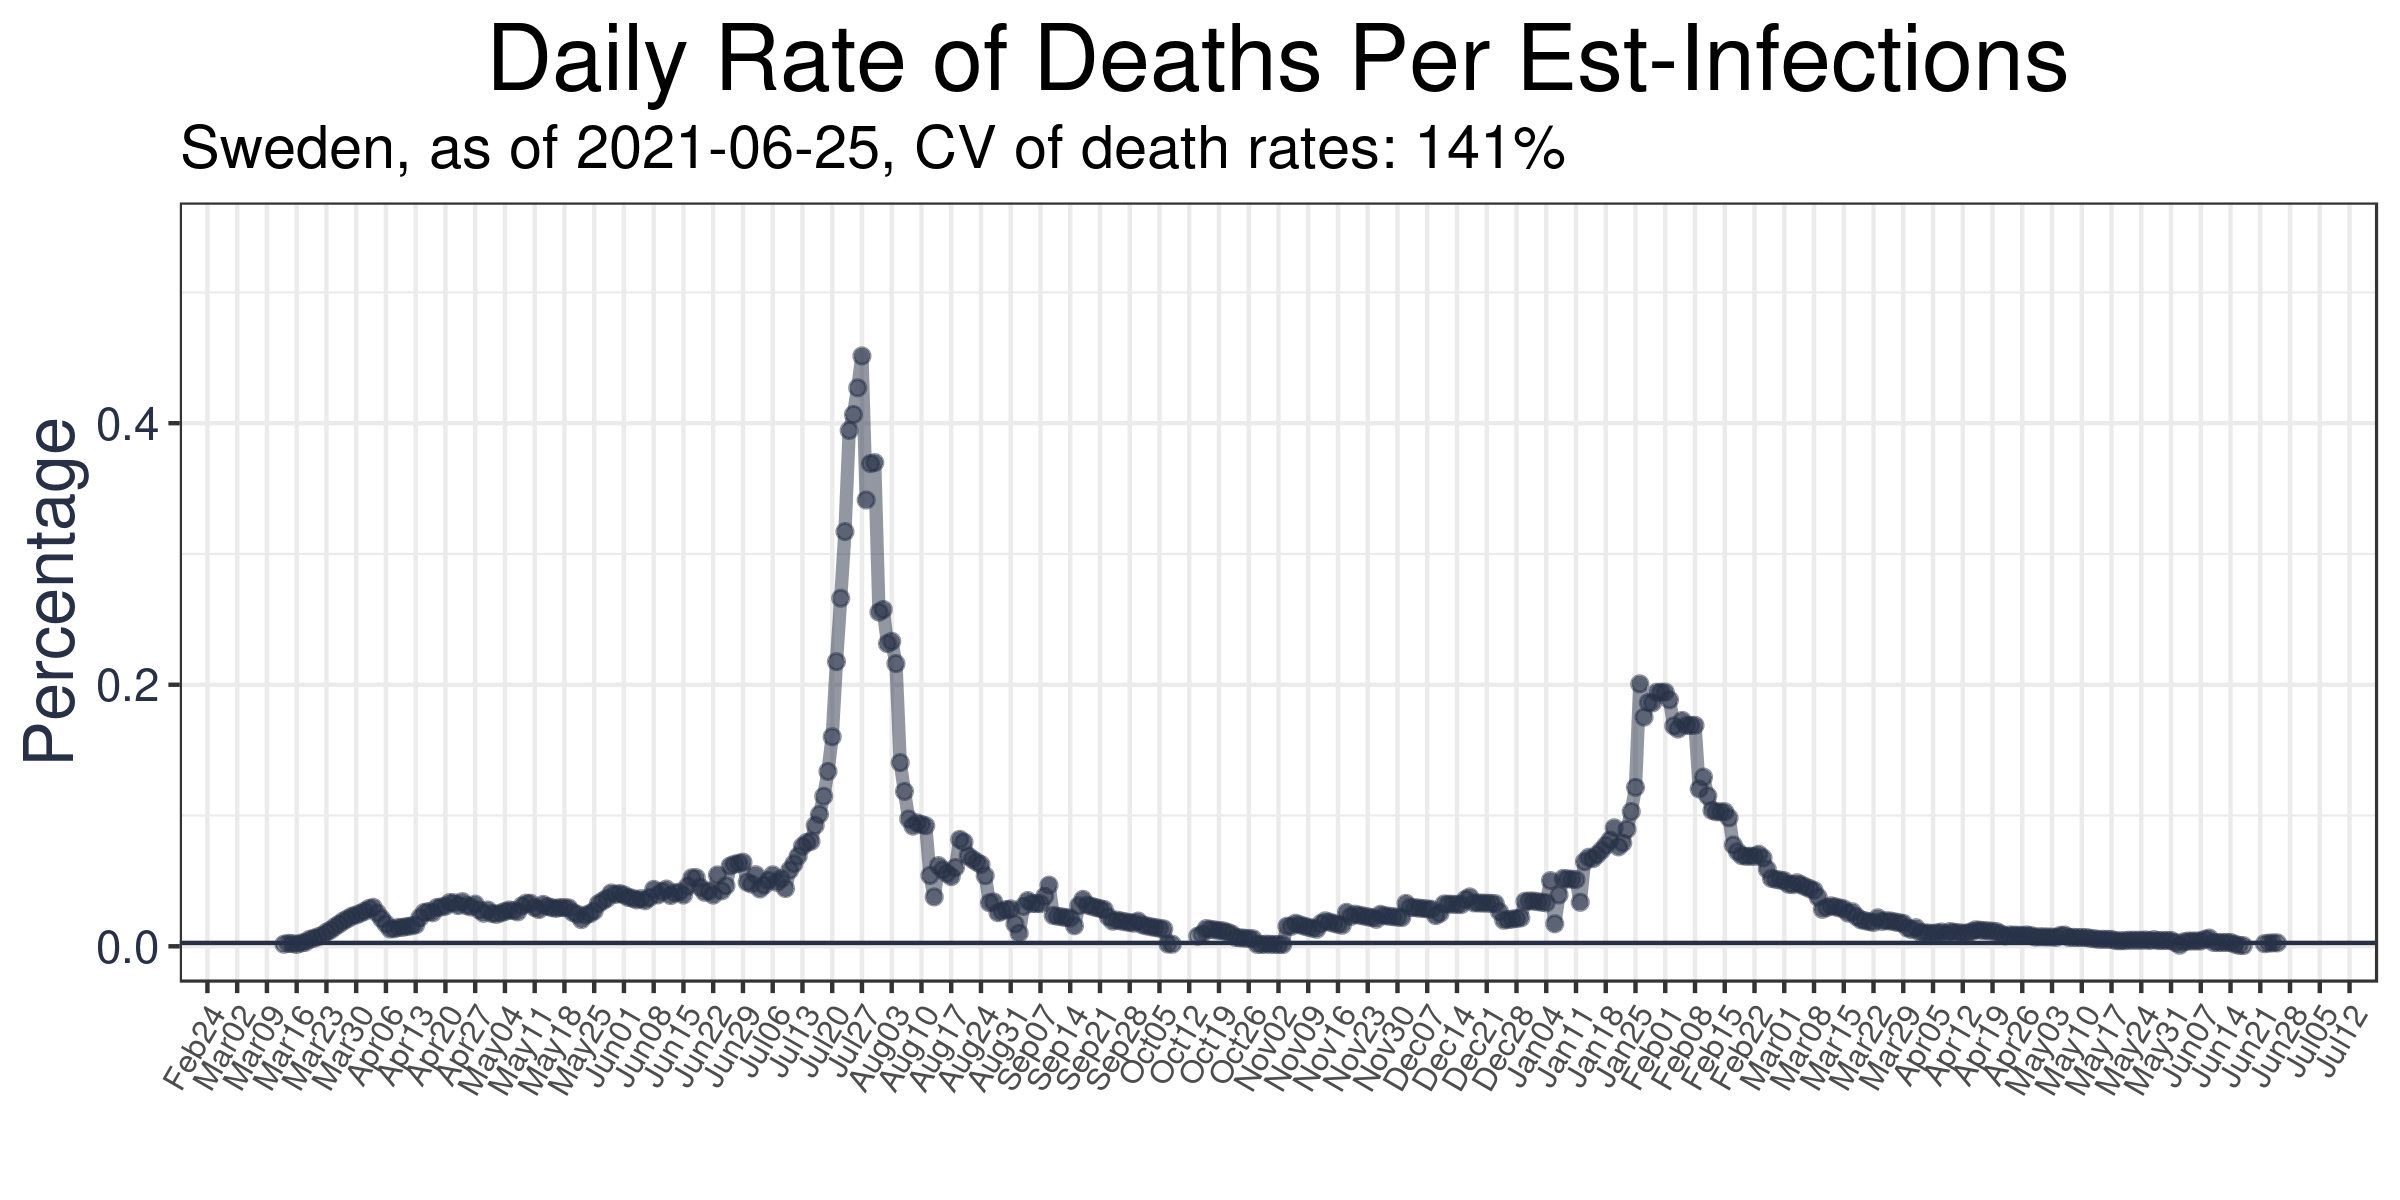 Daily Rate of Deaths Per Est-Infections
Sweden, as of 2021-06-25, CV of death rates: 141%
Percentage
0.4
0.2
0.0
Feb24
Mar02
Mar09
Mar16
Mar23
Mar30
Apr06
Apr13
Apr20
Apr27
May04
May11
May18
May25
Jun01
Jun08
Jun15
Jun22
Jun29
Jul06
Jul13
Jul20
Jul27
Aug03
Aug10
Aug17
Aug24
Aug31
Sep07
Sep14
Sep21
Sep28
Oct05
Oct12
Oct19
Oct26
Nov02
Nov09
Nov16
Nov23
Nov30
Dec07
Dec14
Dec21
Dec28
Jan04
Jan11
Jan18
Jan25
Feb01
Feb08
Feb15
Feb22
Mar01
Mar08
Mar15
Mar22
Mar29
Apr05
Apr12
Apr19
Apr26
May03
May10
May17
May24
May31
Jun07
Jun14
Jun21
Jun28
Jul05
Jul12